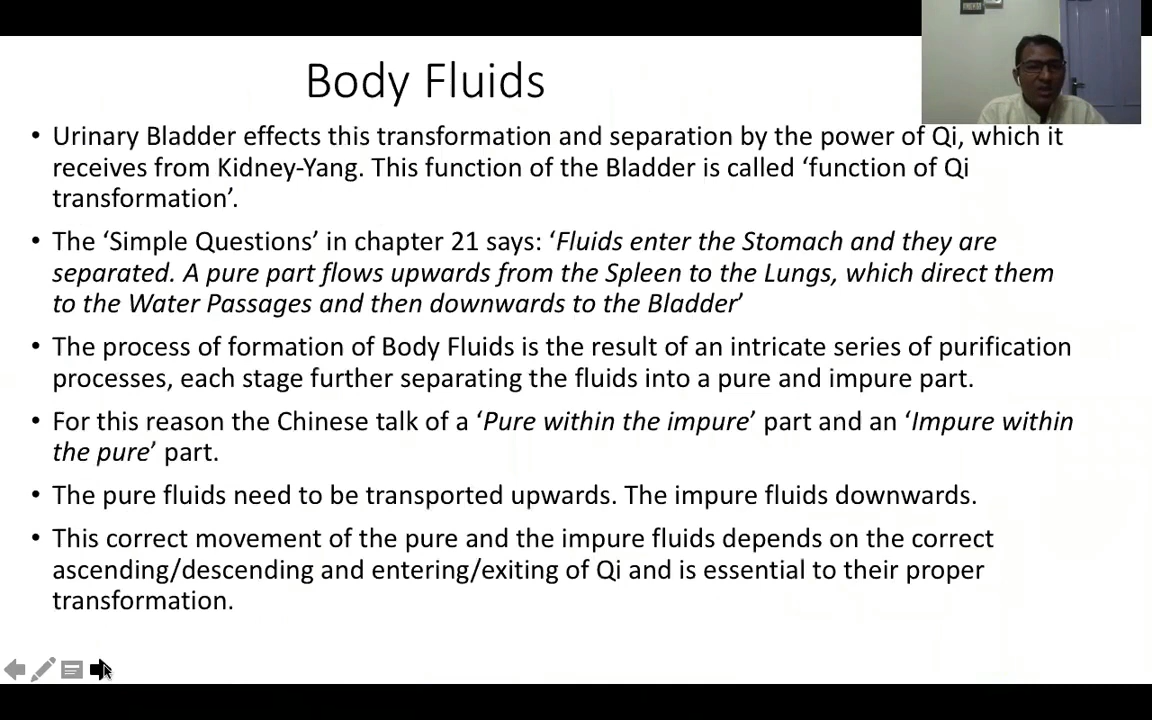 Body Fluids
• Urinary Bladder effects this transformation and separation by the power of Qi, which it
receives from Kidney-Yang. This function of the Bladder is called ‘function of Qi
transformation’.
• The ‘Simple Questions’ in chapter 21 says: ‘Fluids enter the Stomach and they are
separated. A pure part flows upwards from the Spleen to the Lungs, which direct them
to the Water Passages and then downwards to the Bladder’
• The process of formation of Body Fluids is the result of an intricate series of purification
processes, each stage further separating the fluids into a pure and impure part.
• For this reason the Chinese talk of a ‘Pure within the impure’ part and an ‘Impure within
the pure’ part.
• The pure fluids need to be transported upwards. The impure fluids downwards.
• This correct movement of the pure and the impure fluids depends on the correct
ascending/descending and entering/exiting of Qi and is essential to their proper
transformation.